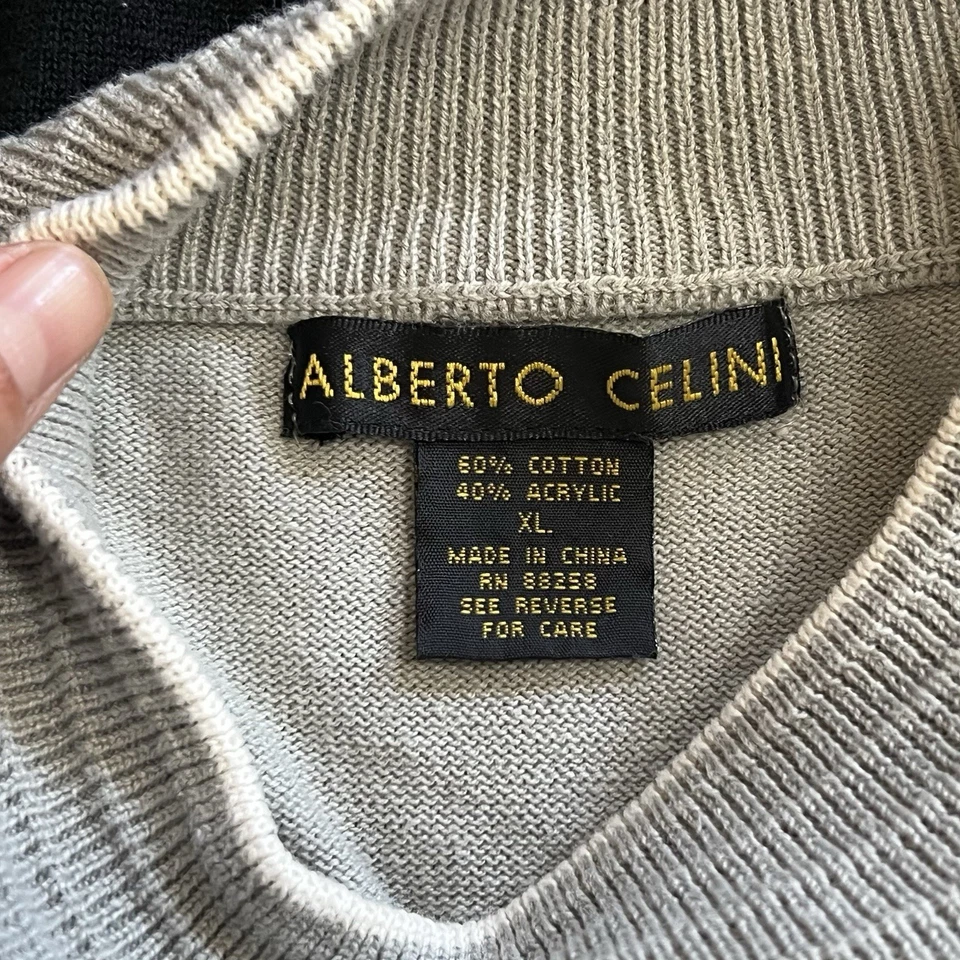 ALBERTO CELINI
60% COTTON
40% ACRYLIC
XL.
MADE IN CHINA
RN 88258
SEE REVERSE
FOR CARE